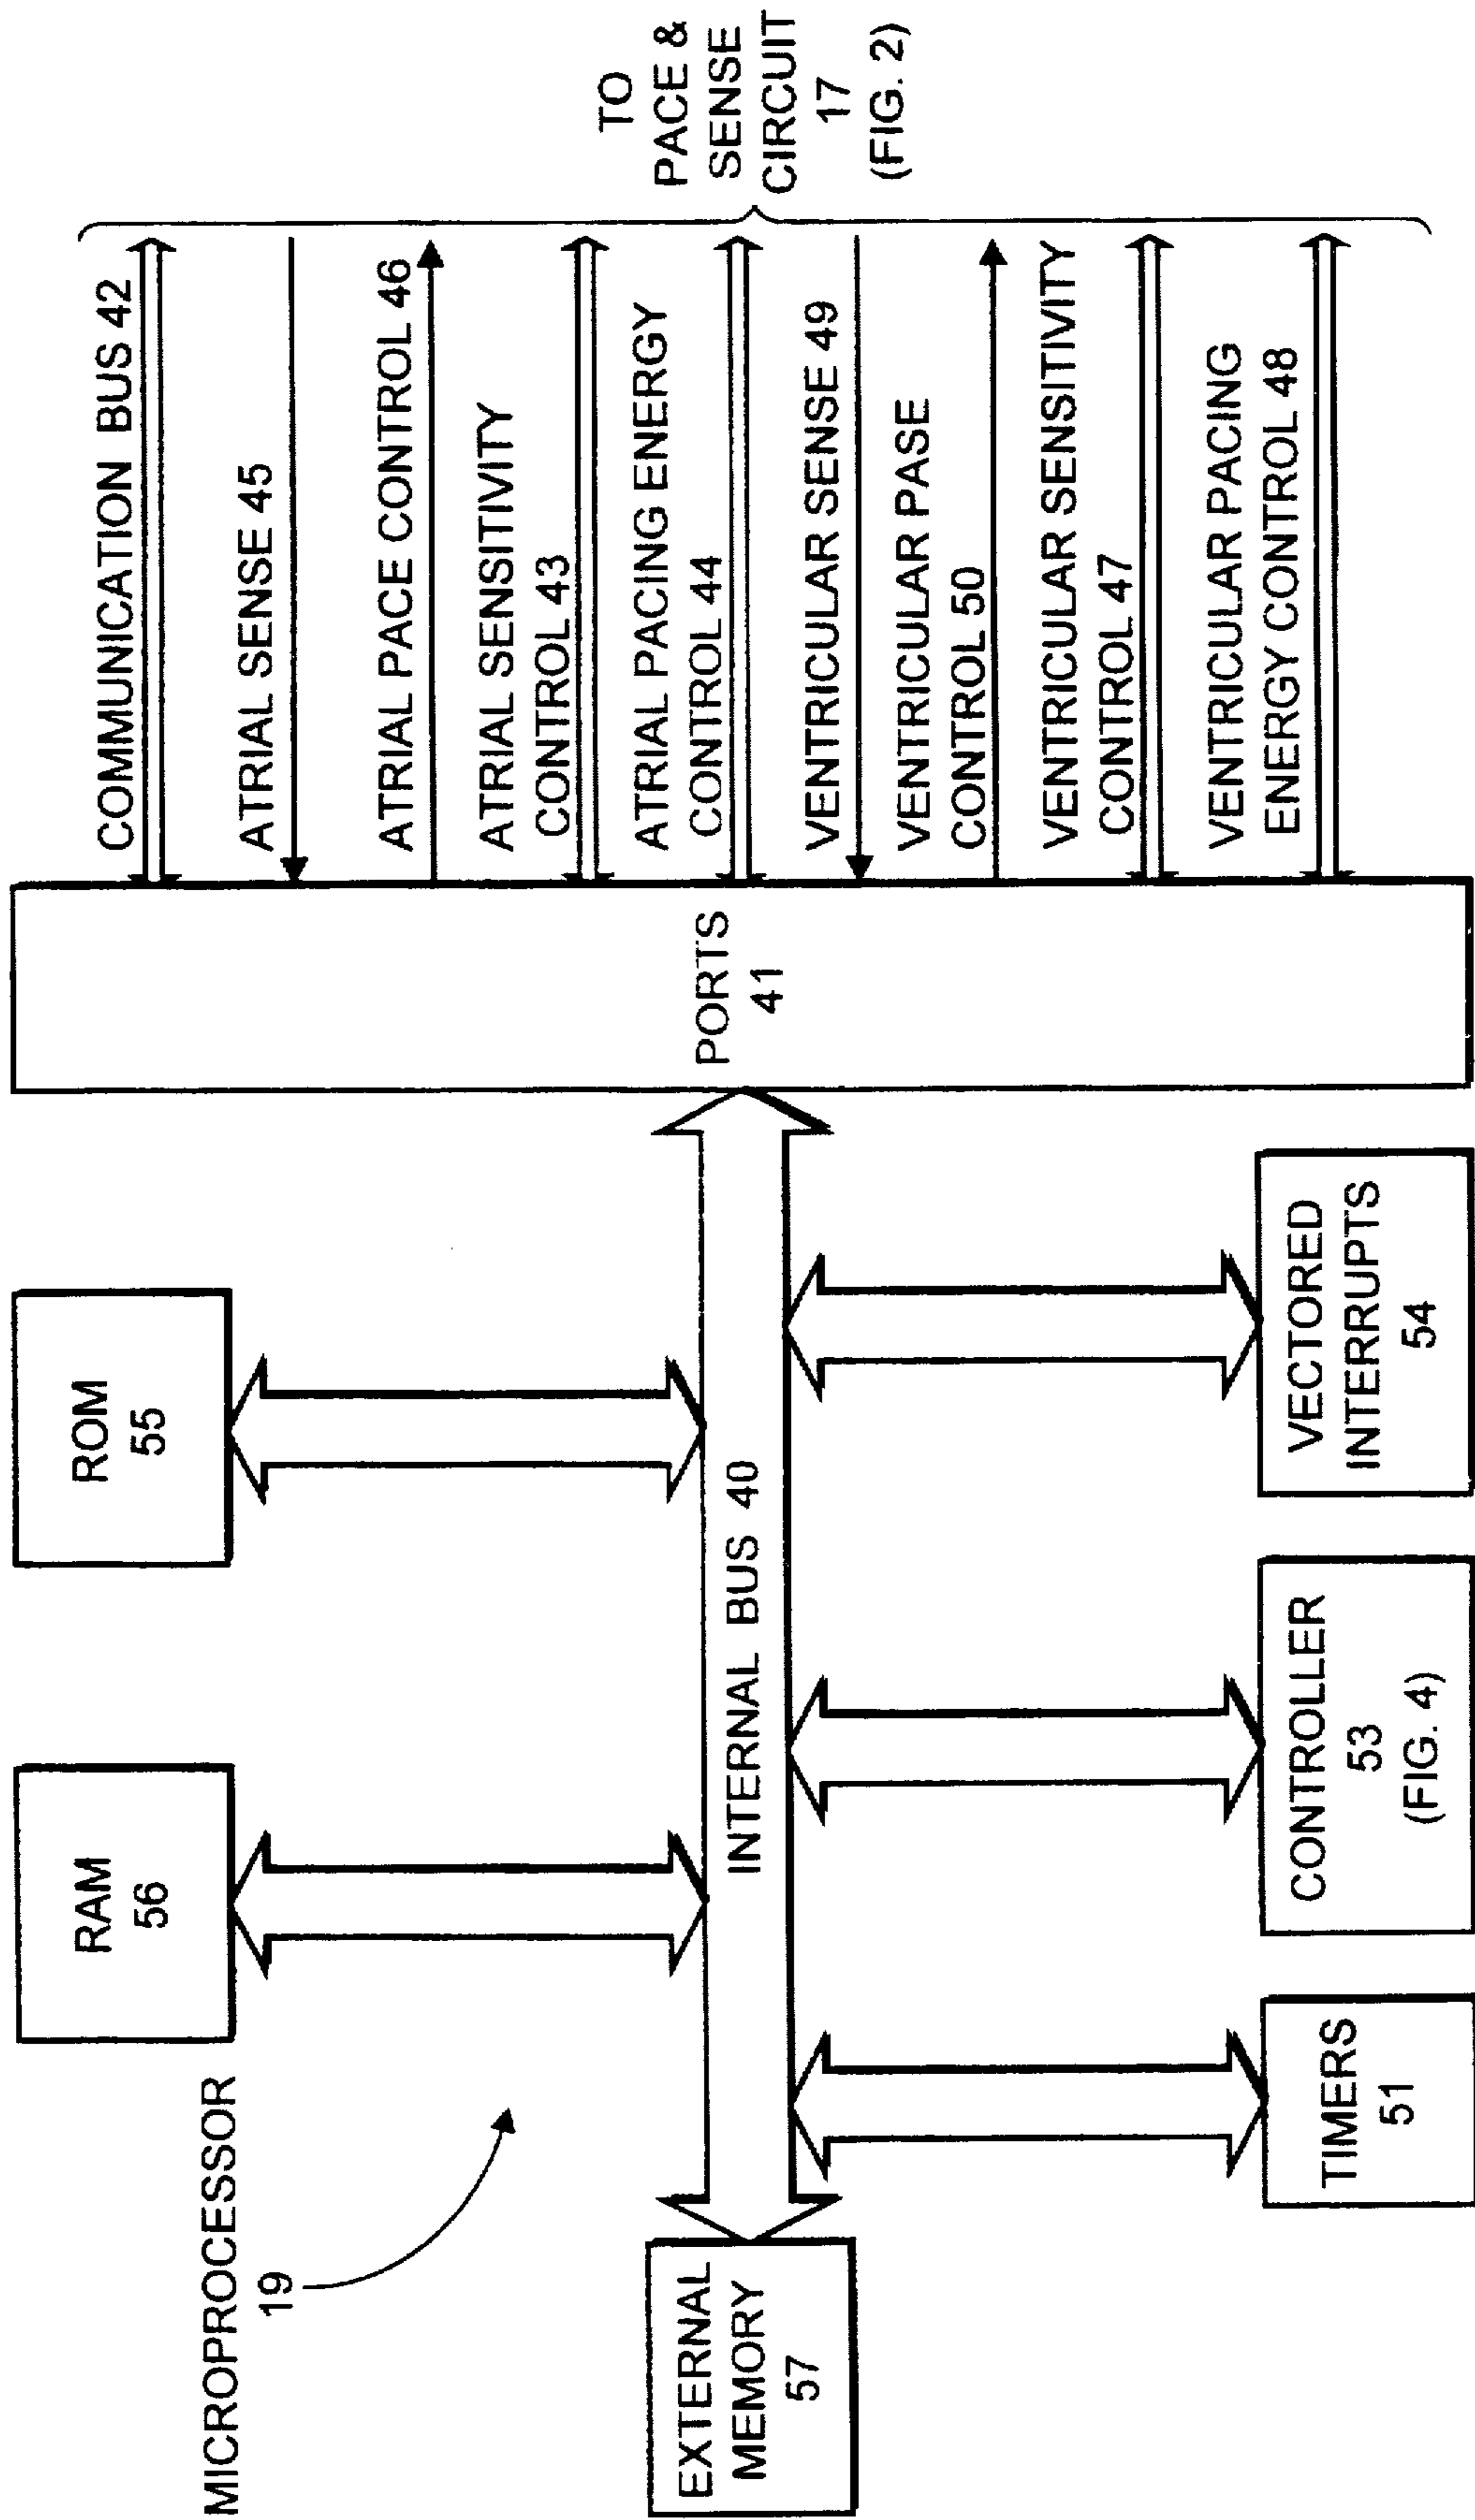 MICROPROCESSOR
19
RAM
56
ROM
55
EXTERNAL
MEMORY
57
INTERNAL BUS 40
TIMERS
51
CONTROLLER
53
(FIG. 4)
VECTORED
INTERRUPTS
54
PORTS
41
COMMUNICATION BUS 42
ATRIAL SENSE 45
ATRIAL PACE CONTROL 46
ATRIAL SENSITIVITY
CONTROL 43
ATRIAL PACING ENERGY
CONTROL 44
VENTRICULAR SENSE 49
VENTRICULAR PASE
CONTROL 50
VENTRICULAR SENSITIVITY
CONTROL 47
VENTRICULAR PACING
ENERGY CONTROL 48
TO
PACE &
SENSE
CIRCUIT
17
(FIG. 2)